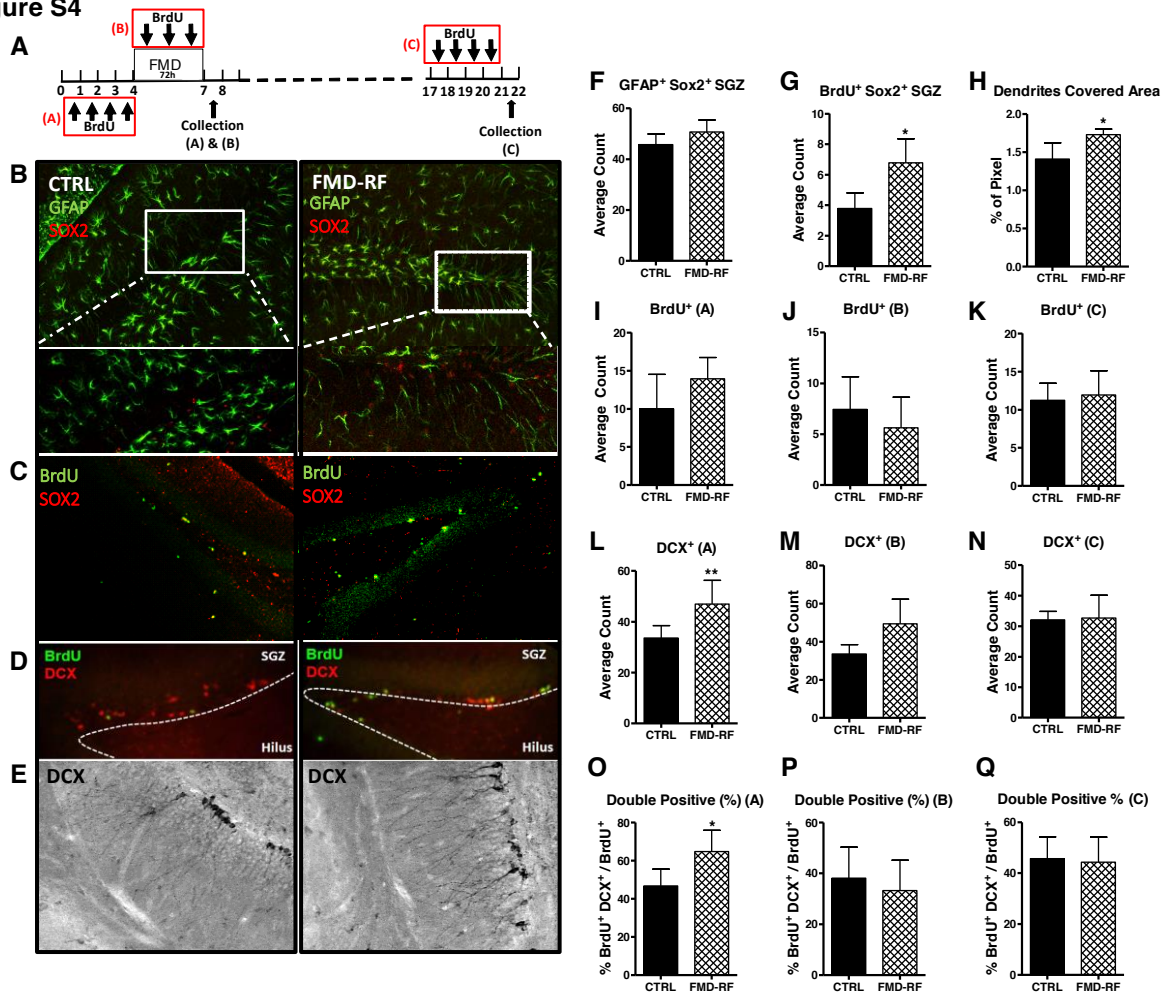 ure S4
A
(B)
BrdU
FMD
72h
0 1 2 3 4 7 8
(A)
BrdU
Collection
(A) & (B)
(C)
BrdU
17 18 19 20 21 22
Collection
(C)
B
CTRL
GFAP
SOX2
FMD-RF
GFAP
SOX2
C
BrdU
SOX2
BrdU
SOX2
D
BrdU
DCX
SGZ
Hilus
BrdU
DCX
SGZ
Hilus
E
DCX
DCX
F
GFAP⁺ Sox2⁺ SGZ
Average Count
60
40
20
0
CTRL FMD-RF
G
BrdU⁺ Sox2⁺ SGZ
Average Count
10
8
6
4
2
0
*
CTRL FMD-RF
H
Dendrites Covered Area
% of Pixel
2.0
1.5
1.0
0.5
0.0
*
CTRL FMD-RF
I
BrdU⁺ (A)
Average Count
20
15
10
5
0
CTRL FMD-RF
J
BrdU⁺ (B)
Average Count
15
10
5
0
CTRL FMD-RF
K
BrdU⁺ (C)
Average Count
20
15
10
5
0
CTRL FMD-RF
L
DCX⁺ (A)
Average Count
60
40
20
0
**
CTRL FMD-RF
M
DCX⁺ (B)
Average Count
80
60
40
20
0
CTRL FMD-RF
N
DCX⁺ (C)
Average Count
50
40
30
20
10
0
CTRL FMD-RF
O
Double Positive (%) (A)
% BrdU⁺ DCX⁺ / BrdU⁺
80
60
40
20
0
*
CTRL FMD-RF
P
Double Positive (%) (B)
% BrdU⁺ DCX⁺ / BrdU⁺
60
40
20
0
CTRL FMD-RF
Q
Double Positive % (C)
% BrdU⁺ DCX⁺ / BrdU⁺
60
40
20
0
CTRL FMD-RF